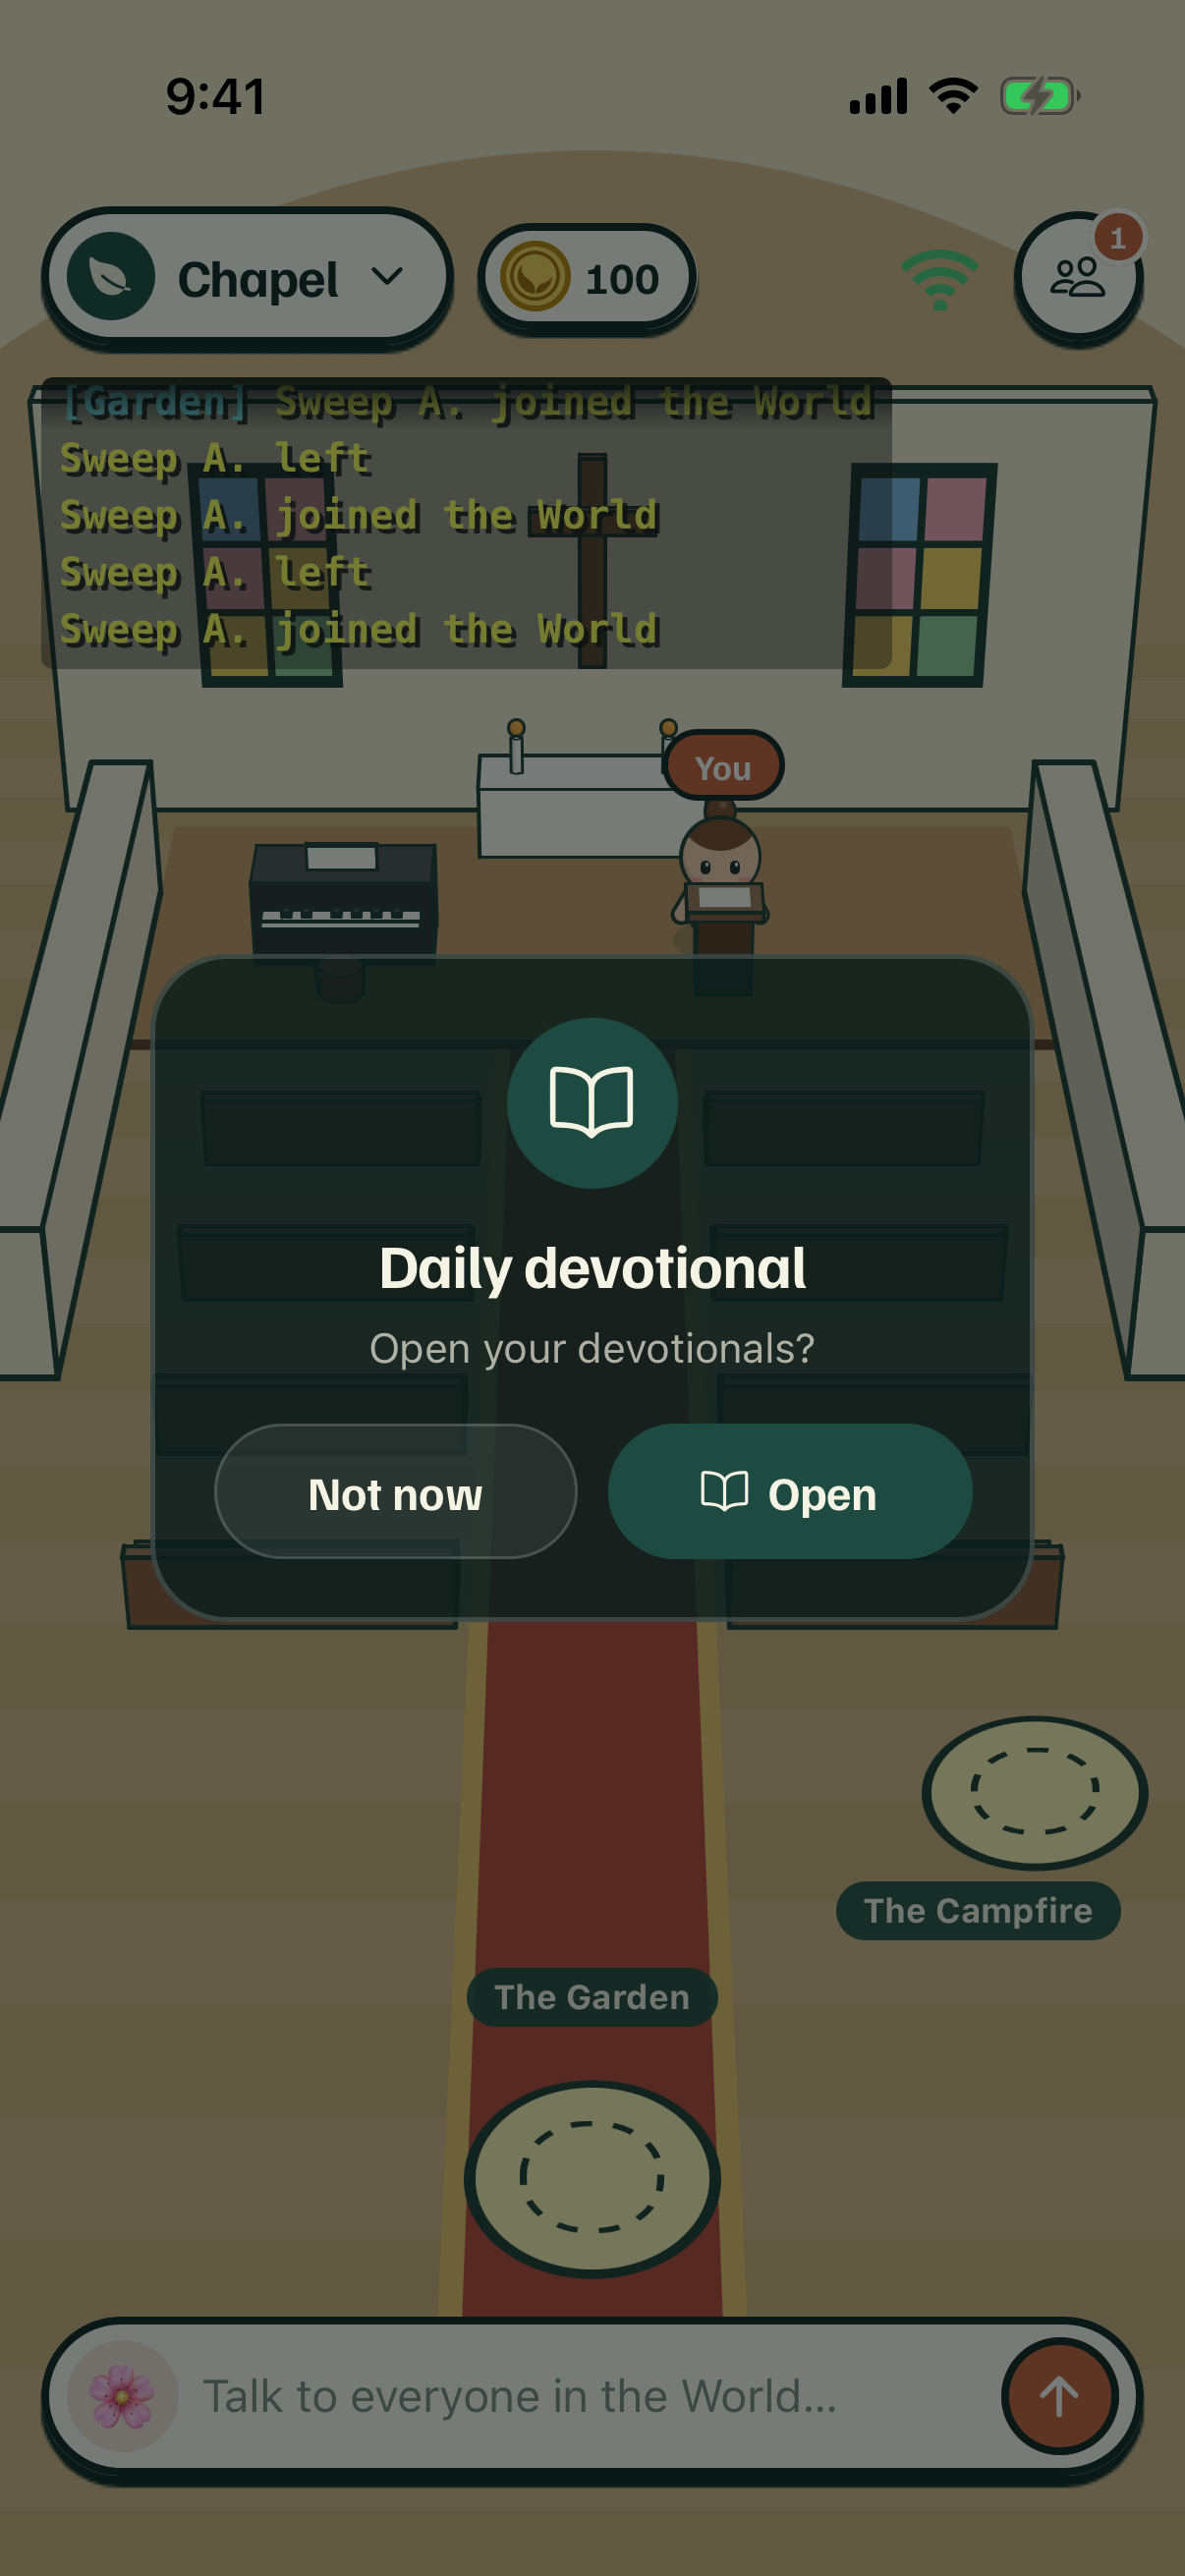 9:41
Chapel
100
1
[Garden] Sweep A. joined the World
Sweep A. left
Sweep A. joined the World
Sweep A. left
Sweep A. joined the World
You
Daily devotional
Open your devotionals?
Not now
Open
The Campfire
The Garden
Talk to everyone in the World...